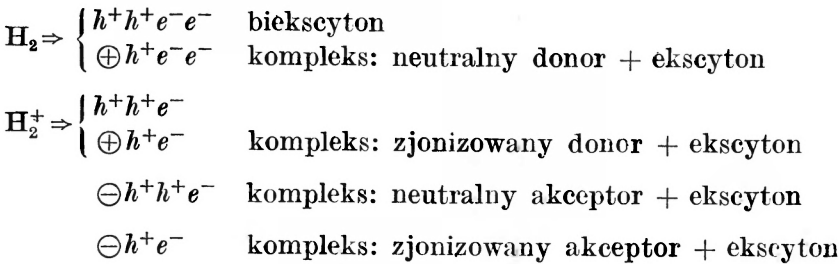 H₂ ⇒ { h⁺h⁺e⁻e⁻ biekscyton
⊕h⁺e⁻e⁻ kompleks: neutralny donor + ekscyton
H₂⁺ ⇒ { h⁺h⁺e⁻
⊕h⁺e⁻ kompleks: zjonizowany donor + ekscyton
⊖h⁺h⁺e⁻ kompleks: neutralny akceptor + ekscyton
⊖h⁺e⁻ kompleks: zjonizowany akceptor + ekscyton